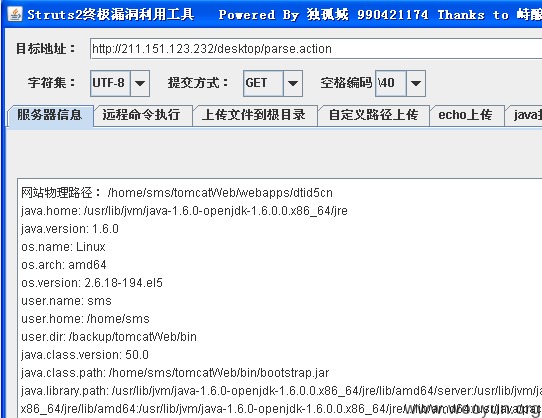 Struts2终极漏洞利用工具 Powered By 独孤城 990421174 Thanks to 峙酿
目标地址： http://211.151.123.232/desktop/parse.action
字符集： UTF-8 提交方式： GET 空格编码 \40
服务器信息 远程命令执行 上传文件到根目录 自定义路径上传 echo上传 java
网站物理路径： /home/sms/tomcatWeb/webapps/dtid5cn
java.home: /usr/lib/jvm/java-1.6.0-openjdk-1.6.0.0.x86_64/jre
java.version: 1.6.0
os.name: Linux
os.arch: amd64
os.version: 2.6.18-194.el5
user.name: sms
user.home: /home/sms
user.dir: /backup/tomcatWeb/bin
java.class.version: 50.0
java.class.path: /home/sms/tomcatWeb/bin/bootstrap.jar
java.library.path: /usr/lib/jvm/java-1.6.0-openjdk-1.6.0.0.x86_64/jre/lib/amd64/server:/usr/lib/jvm/ja
x86_64/jre/lib/amd64:/usr/lib/jvm/java-1.6.0-openjdk-1.6.0.0.x86_64/jre/